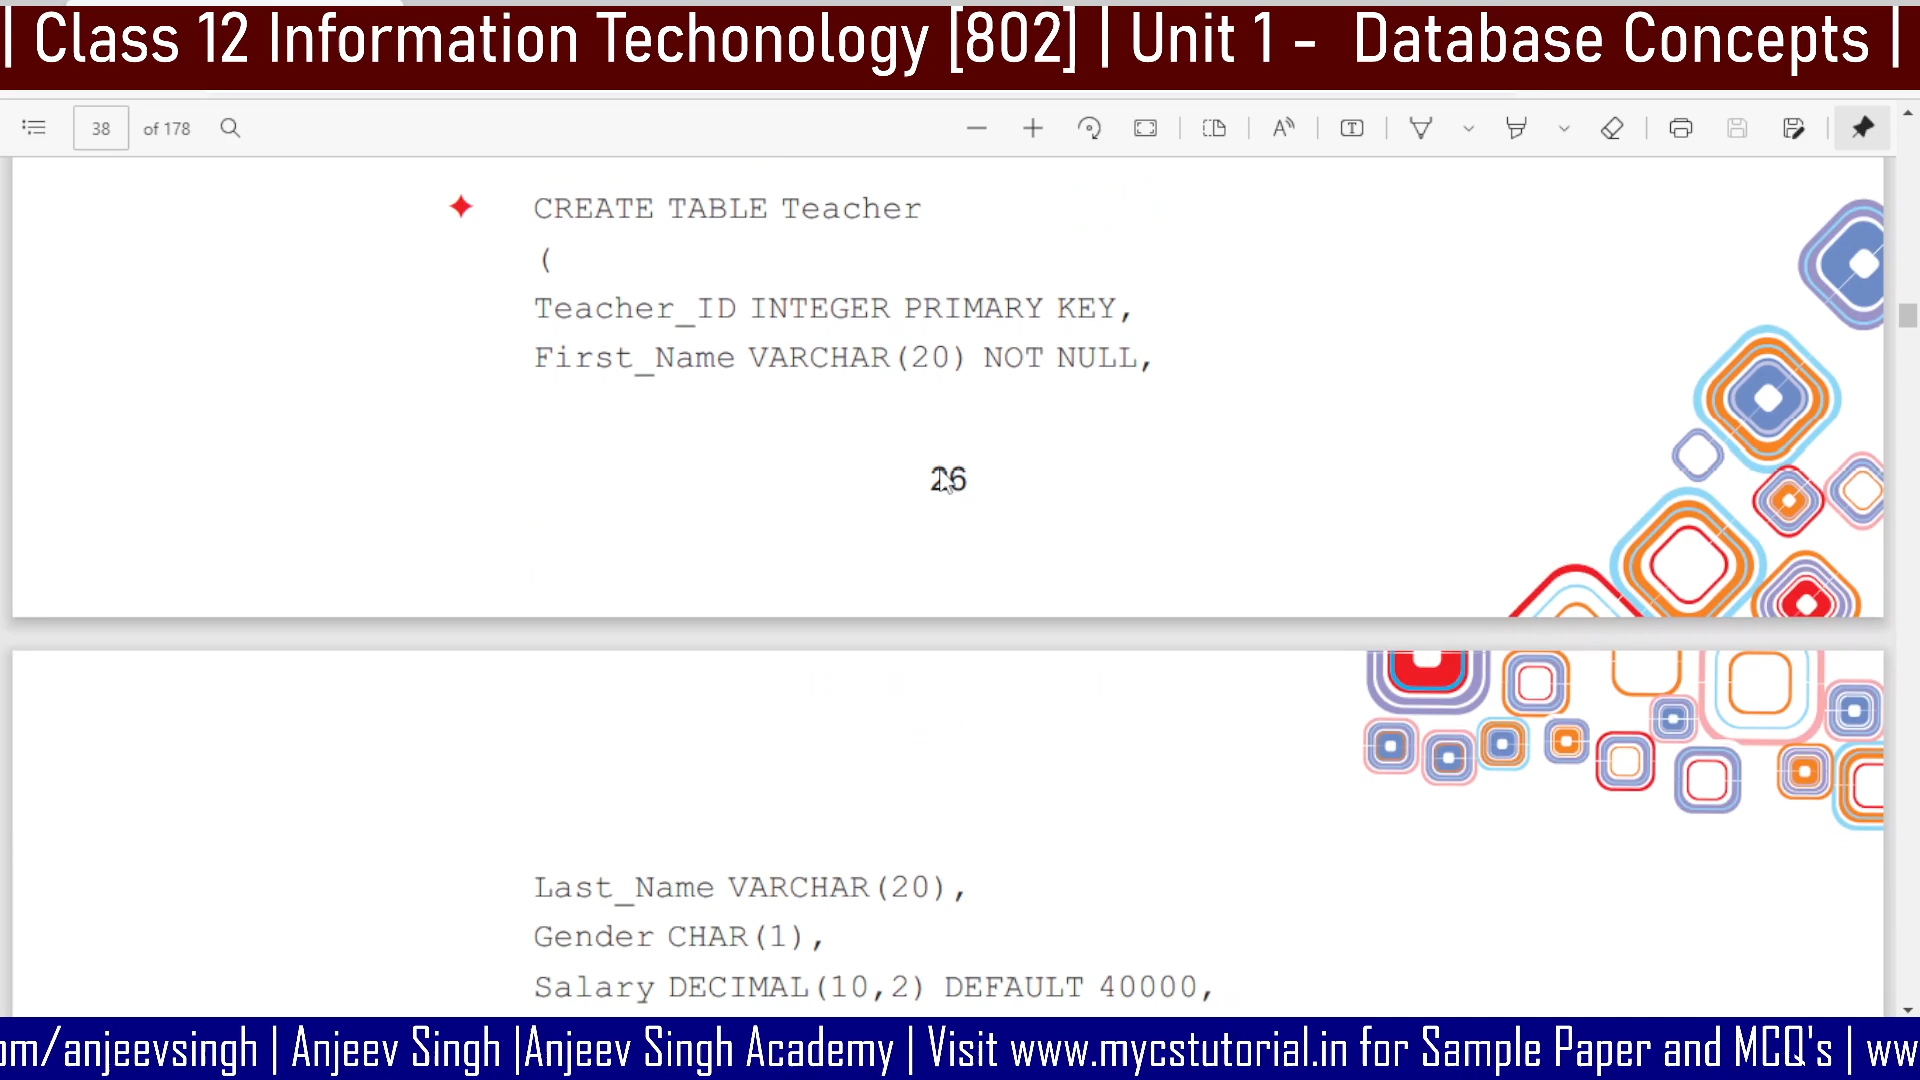 | Class 12 Information Techonology [802] | Unit 1 - Database Concepts |
38 of 178
CREATE TABLE Teacher
(
Teacher_ID INTEGER PRIMARY KEY,
First_Name VARCHAR(20) NOT NULL,
26
Last_Name VARCHAR(20),
Gender CHAR(1),
Salary DECIMAL(10,2) DEFAULT 40000,
om/anjeevsingh | Anjeev Singh |Anjeev Singh Academy | Visit www.mycstutorial.in for Sample Paper and MCQ's | ww